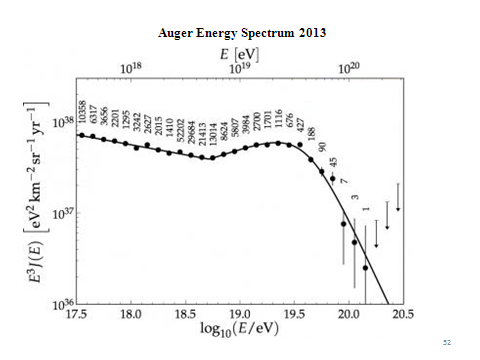 Auger Energy Spectrum 2013
E [eV]
10^18 10^19 10^20
10^38
10^37
10^36
E^3J(E) [eV^2 km^−2 sr^−1 yr^−1]
10358 6317 3656 2201 1295 3242 2627 2015 1410 52202 29684 21413 13014 8624 5807 3984 2700 1701 1116 676 427 188 90 45 7 3 1
17.5 18.0 18.5 19.0 19.5 20.0 20.5
log10(E/eV)
52